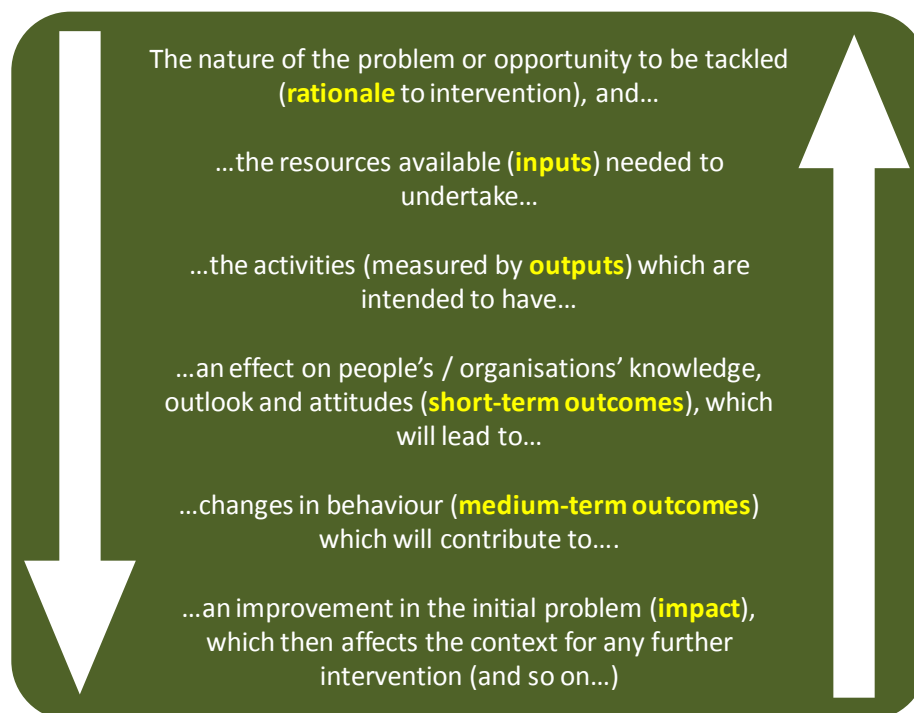 The nature of the problem or opportunity to be tackled
(rationale to intervention), and…
…the resources available (inputs) needed to
undertake…
…the activities (measured by outputs) which are
intended to have…
…an effect on people’s / organisations’ knowledge,
outlook and attitudes (short-term outcomes), which
will lead to…
…changes in behaviour (medium-term outcomes)
which will contribute to….
…an improvement in the initial problem (impact),
which then affects the context for any further
intervention (and so on…)